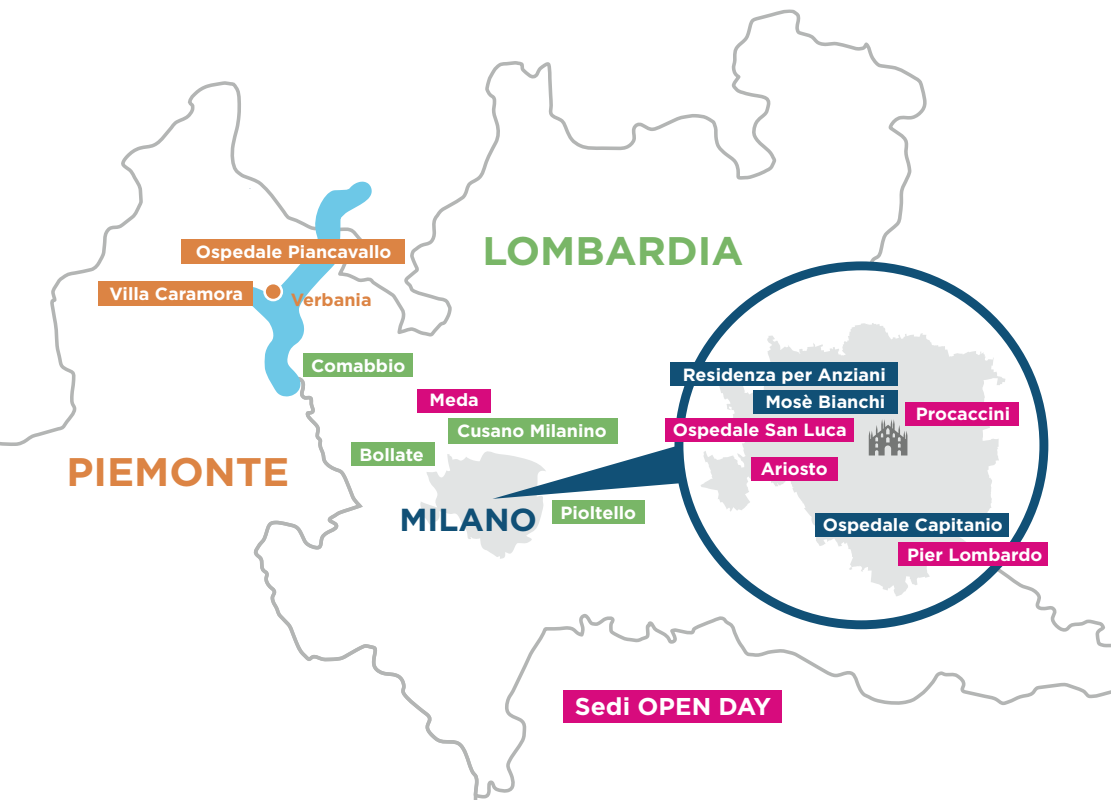 LOMBARDIA
Ospedale Piancavallo
Villa Caramora
Verbania
Comabbio
Meda
Cusano Milanino
Bollate
PIEMONTE
MILANO
Pioltello
Residenza per Anziani
Mosè Bianchi
Procaccini
Ospedale San Luca
Ariosto
Ospedale Capitanio
Pier Lombardo
Sedi OPEN DAY